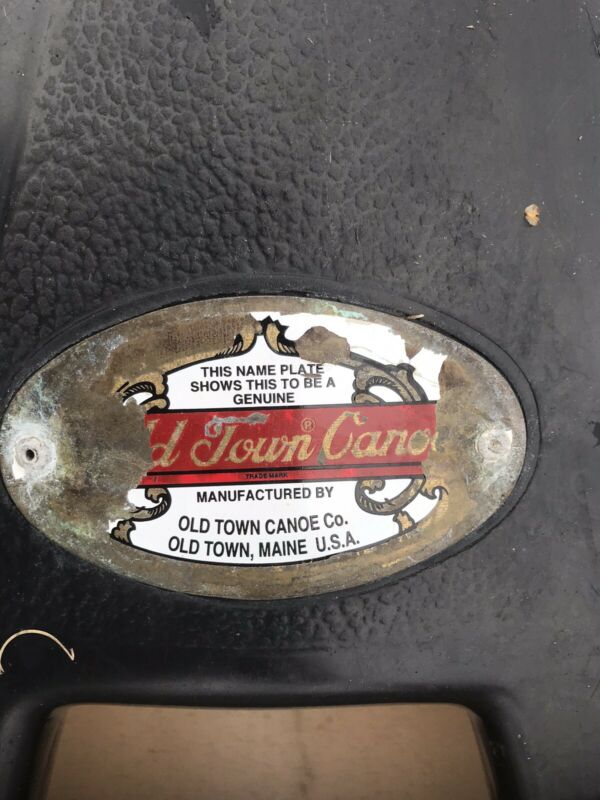 THIS NAME PLATE
SHOWS THIS TO BE A
GENUINE
d Town Cano
TRADE MARK
MANUFACTURED BY
OLD TOWN CANOE Co.
OLD TOWN, MAINE U.S.A.